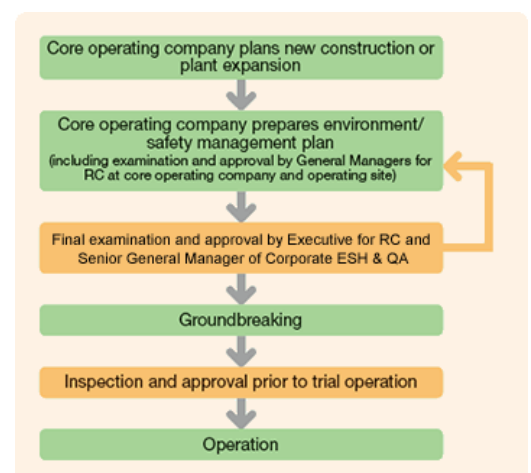 Core operating company plans new construction or
plant expansion
Core operating company prepares environment/
safety management plan
(including examination and approval by General Managers for
RC at core operating company and operating site)
Final examination and approval by Executive for RC and
Senior General Manager of Corporate ESH & QA
Groundbreaking
Inspection and approval prior to trial operation
Operation